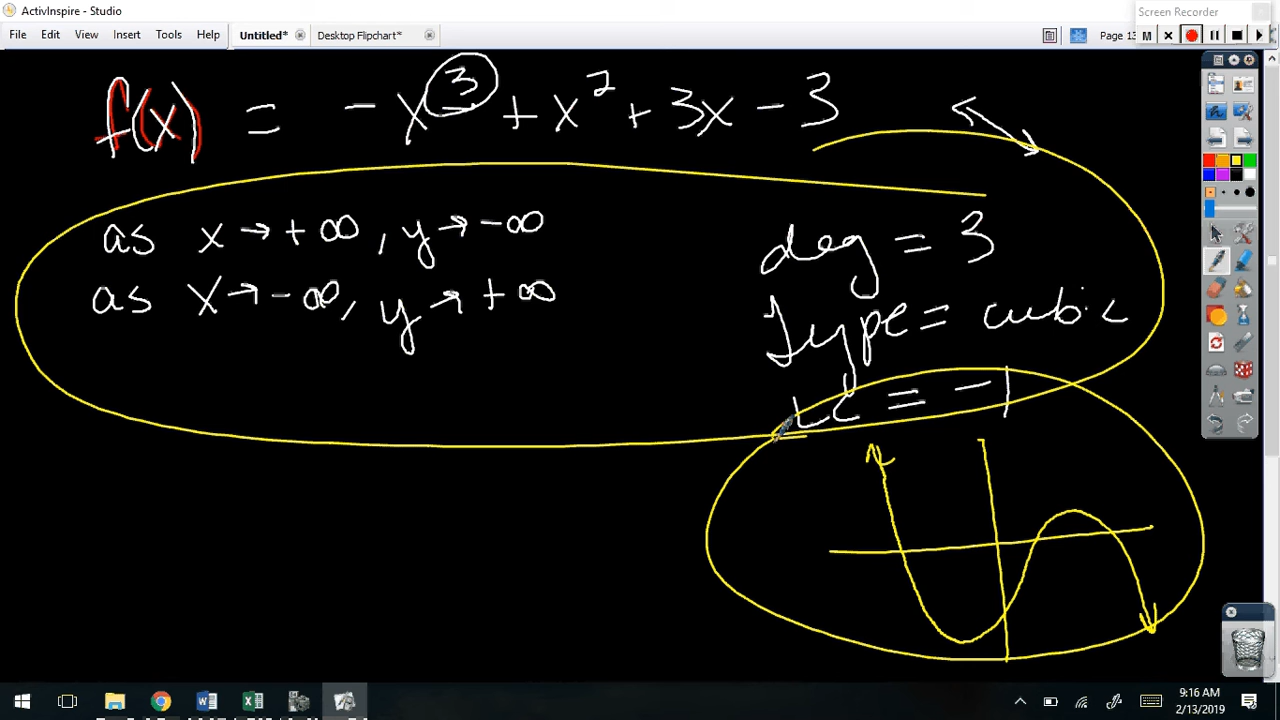 ActivInspire - Studio
Screen Recorder
File Edit View Insert Tools Help Untitled* Desktop Flipchart* Page 13
M
f(x) = -x³ + x² + 3x - 3
as x → +∞, y → -∞
as x → -∞, y → +∞
deg = 3
type = cubic
LC = -1
9:16 AM
2/13/2019